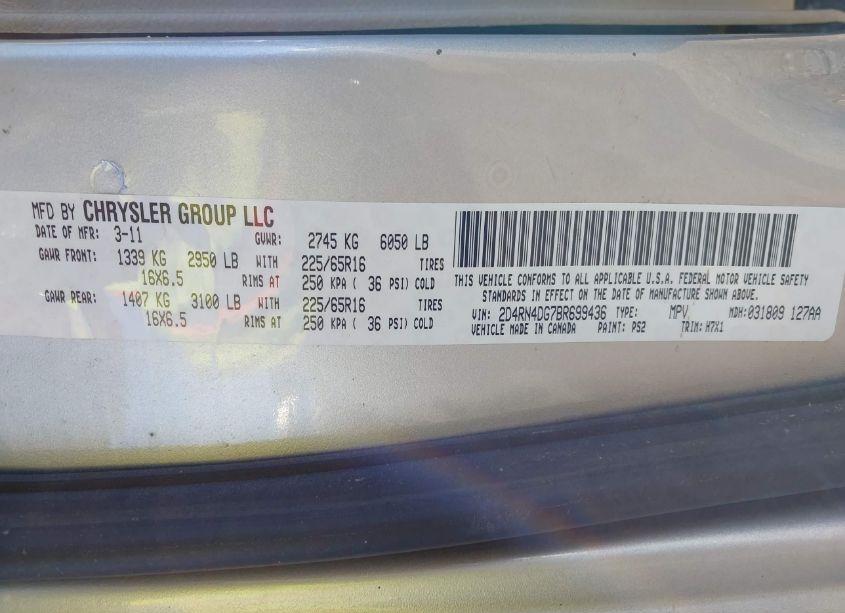 MFD BY CHRYSLER GROUP LLC
DATE OF MFR: 3-11 GVWR: 2745 KG 6050 LB
GAWR FRONT: 1339 KG 2950 LB WITH 225/65R16 TIRES
16X6.5 RIMS AT 250 KPA ( 36 PSI) COLD
GAWR REAR: 1407 KG 3100 LB WITH 225/65R16 TIRES
16X6.5 RIMS AT 250 KPA ( 36 PSI) COLD
THIS VEHICLE CONFORMS TO ALL APPLICABLE U.S.A. FEDERAL MOTOR VEHICLE SAFETY
STANDARDS IN EFFECT ON THE DATE OF MANUFACTURE SHOWN ABOVE.
VIN: 2D4RN4DG7BR699436 TYPE: MPV MDH:031809 127AA
VEHICLE MADE IN CANADA PAINT: PS2 TRIM: H7X1